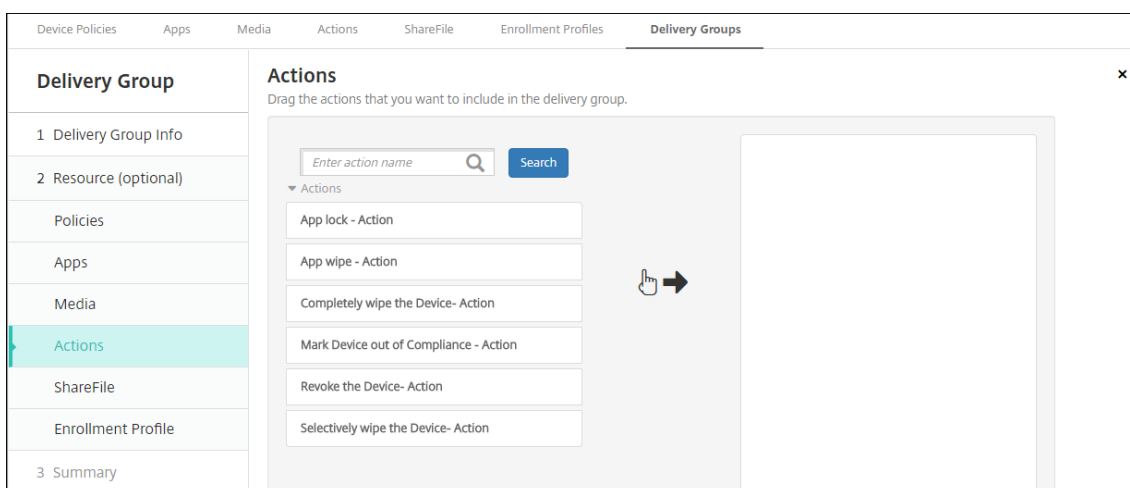 Device Policies Apps Media Actions ShareFile Enrollment Profiles Delivery Groups
Delivery Group
1 Delivery Group Info
2 Resource (optional)
Policies
Apps
Media
Actions
ShareFile
Enrollment Profile
3 Summary
Actions
Drag the actions that you want to include in the delivery group.
Enter action name Search
Actions
App lock - Action
App wipe - Action
Completely wipe the Device- Action
Mark Device out of Compliance - Action
Revoke the Device- Action
Selectively wipe the Device- Action